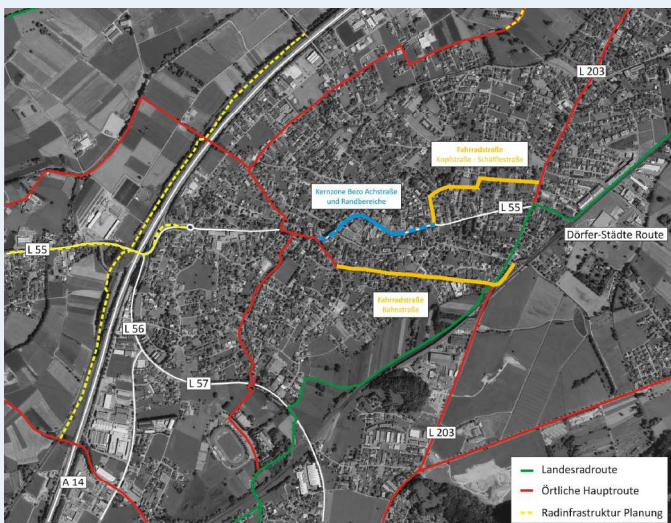 L 203
Fahrradstraße
Kopfstraße - Schäfflestraße
Kernzone Bezo Achstraße
und Randbereiche
L 55
Dörfer-Städte Route
L 55
Fahrradstraße
Bahnstraße
L 56
L 57
L 203
A 14
Landesradroute
Örtliche Hauptroute
Radinfrastruktur Planung